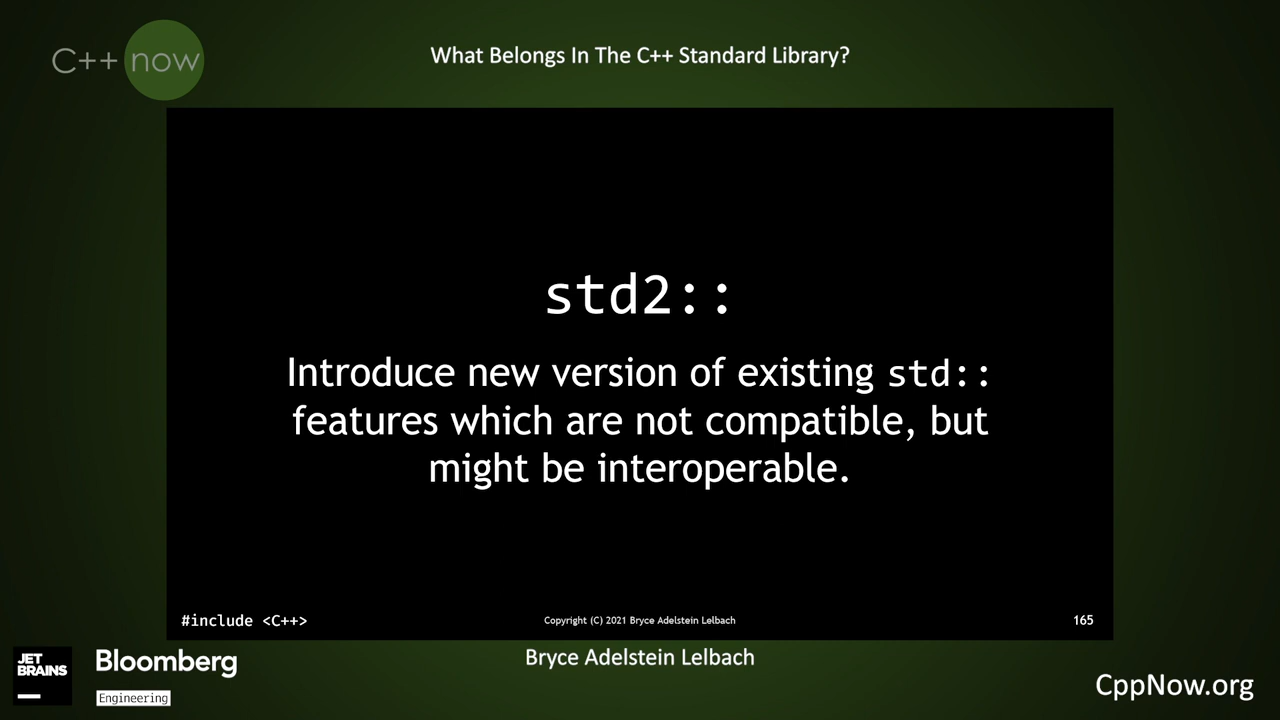 C++ now
What Belongs In The C++ Standard Library?
std2::
Introduce new version of existing std::
features which are not compatible, but
might be interoperable.
#include <C++>
Copyright (C) 2021 Bryce Adelstein Lelbach
165
JET
BRAINS
Bloomberg
Engineering
Bryce Adelstein Lelbach
CppNow.org